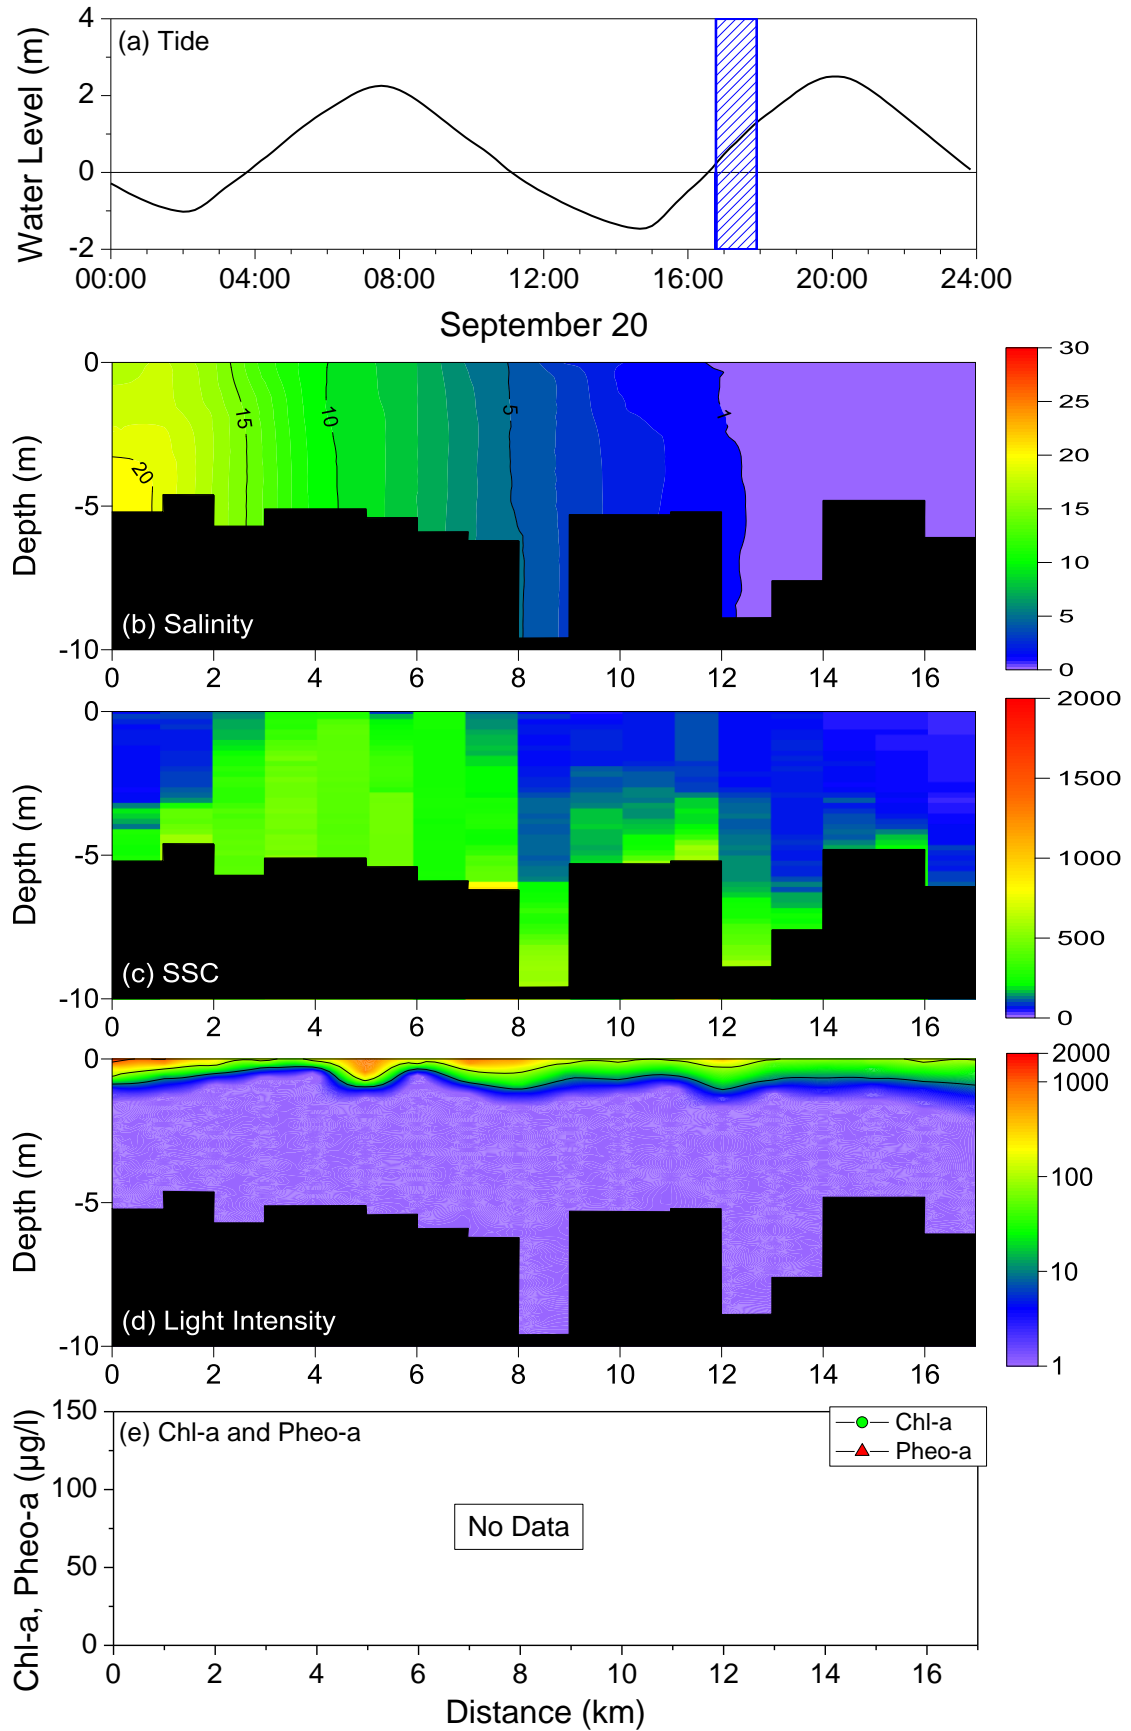 4
(a) Tide
2
0
-2
Water Level (m)
00:00 04:00 08:00 12:00 16:00 20:00 24:00
September 20
0
-5
-10
Depth (m)
20 15 10 5 1
(b) Salinity
0 2 4 6 8 10 12 14 16
30
25
20
15
10
5
0
0
-5
-10
Depth (m)
(c) SSC
0 2 4 6 8 10 12 14 16
2000
1500
1000
500
0
0
-5
-10
Depth (m)
(d) Light Intensity
0 2 4 6 8 10 12 14 16
2000
1000
100
10
1
150
100
50
0
Chl-a, Pheo-a (µg/l)
(e) Chl-a and Pheo-a
Chl-a
Pheo-a
No Data
0 2 4 6 8 10 12 14 16
Distance (km)